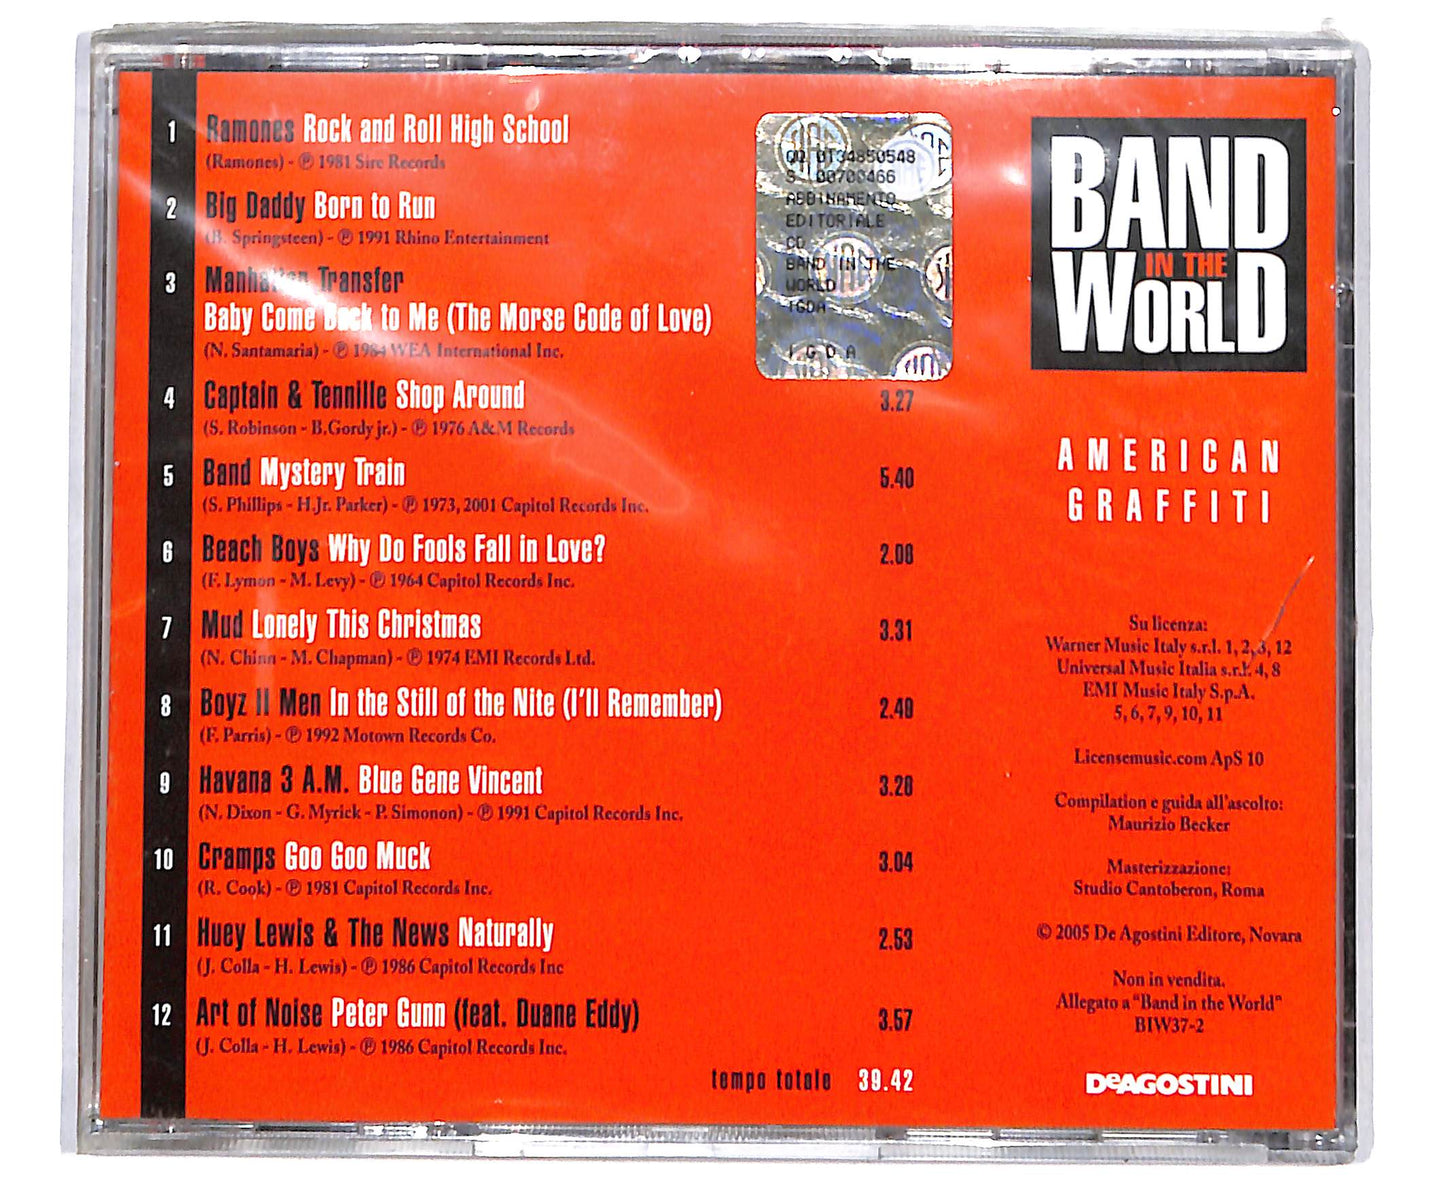 1 Ramones Rock and Roll High School
(Ramones) - ℗ 1981 Sire Records
2 Big Daddy Born to Run
(B. Springsteen) - ℗ 1991 Rhino Entertainment
3 Manhattan Transfer
Baby Come Back to Me (The Morse Code of Love)
(N. Santamaria) - ℗ 1984 WEA International Inc.
4 Captain & Tennille Shop Around 3.27
(S. Robinson - B.Gordy jr.) - ℗ 1976 A&M Records
5 Band Mystery Train 5.40
(S. Phillips - H.Jr. Parker) - ℗ 1973, 2001 Capitol Records Inc.
6 Beach Boys Why Do Fools Fall in Love? 2.08
(F. Lymon - M. Levy) - ℗ 1964 Capitol Records Inc.
7 Mud Lonely This Christmas 3.31
(N. Chinn - M. Chapman) - ℗ 1974 EMI Records Ltd.
8 Boyz II Men In the Still of the Nite (I'll Remember) 2.49
(F. Parris) - ℗ 1992 Motown Records Co.
9 Havana 3 A.M. Blue Gene Vincent 3.28
(N. Dixon - G. Myrick - P. Simonon) - ℗ 1991 Capitol Records Inc.
10 Cramps Goo Goo Muck 3.04
(R. Cook) - ℗ 1981 Capitol Records Inc.
11 Huey Lewis & The News Naturally 2.53
(J. Colla - H. Lewis) - ℗ 1986 Capitol Records Inc
12 Art of Noise Peter Gunn (feat. Duane Eddy) 3.57
(J. Colla - H. Lewis) - ℗ 1986 Capitol Records Inc.
tempo totale 39.42
QQ 0T34850548
S 00700466
ABBINAMENTO
EDITORIALE
CD
BAND IN THE
WORLD
IGDA
I G D A
BAND
IN THE
WORLD
AMERICAN
GRAFFITI
Su licenza:
Warner Music Italy s.r.l. 1, 2, 3, 12
Universal Music Italia s.r.l. 4, 8
EMI Music Italy S.p.A.
5, 6, 7, 9, 10, 11
Licensemusic.com ApS 10
Compilation e guida all'ascolto:
Maurizio Becker
Masterizzazione:
Studio Cantoberon, Roma
© 2005 De Agostini Editore, Novara
Non in vendita.
Allegato a "Band in the World"
BIW37-2
DeAGOSTINI